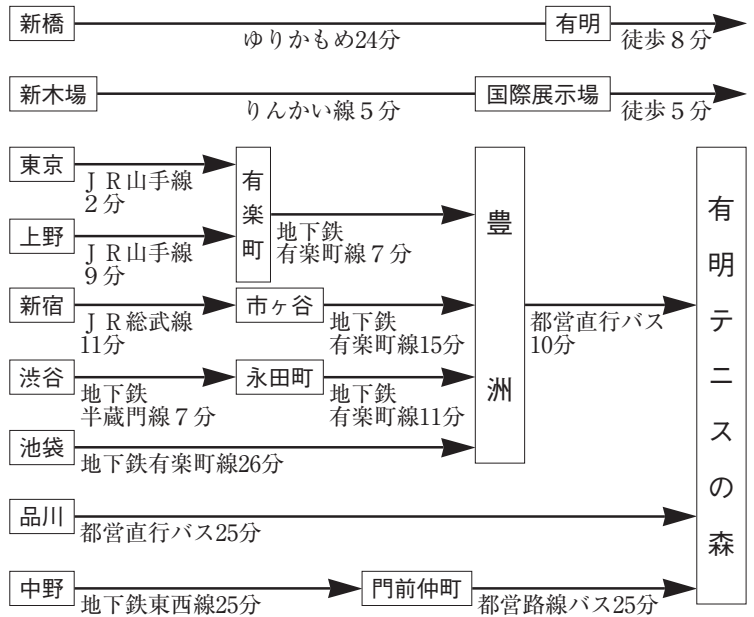 新橋
ゆりかもめ24分
有明
徒歩８分
新木場
りんかい線５分
国際展示場
徒歩５分
東京
ＪＲ山手線
２分
上野
ＪＲ山手線
９分
有楽町
地下鉄
有楽町線７分
新宿
ＪＲ総武線
11分
市ヶ谷
地下鉄
有楽町線15分
渋谷
地下鉄
半蔵門線７分
永田町
地下鉄
有楽町線11分
池袋
地下鉄有楽町線26分
豊洲
都営直行バス
10分
品川
都営直行バス25分
中野
地下鉄東西線25分
門前仲町
都営路線バス25分
有明テニスの森